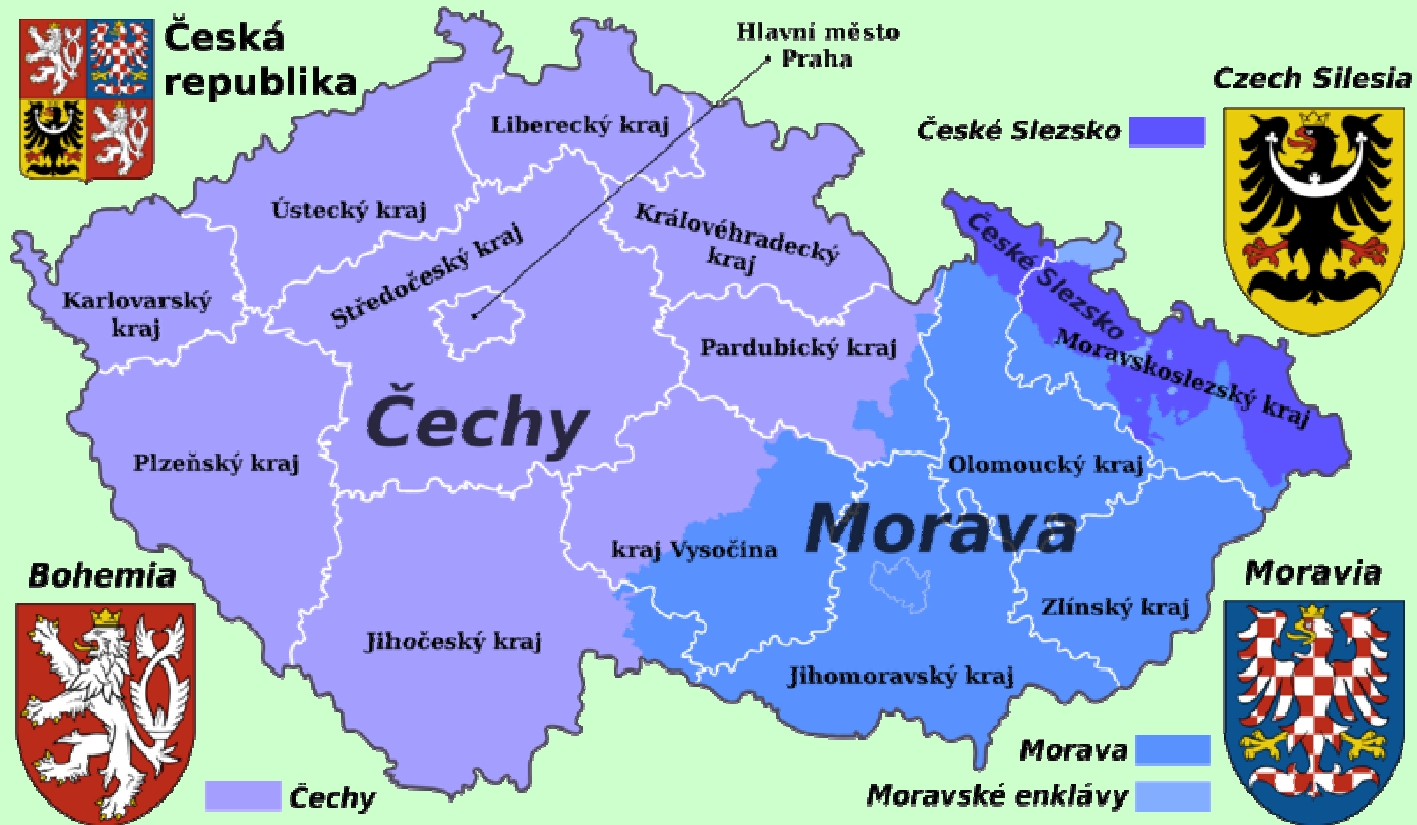 Česká
republika
Hlavní město
Praha
Czech Silesia
České Slezsko
Liberecký kraj
Ústecký kraj
Královéhradecký
kraj
Středočeský kraj
České Slezsko
Karlovarský
kraj
Pardubický kraj
Moravskoslezský kraj
Čechy
Plzeňský kraj
Olomoucký kraj
Morava
kraj Vysočina
Bohemia
Moravia
Zlínský kraj
Jihočeský kraj
Jihomoravský kraj
Morava
Čechy
Moravské enklávy